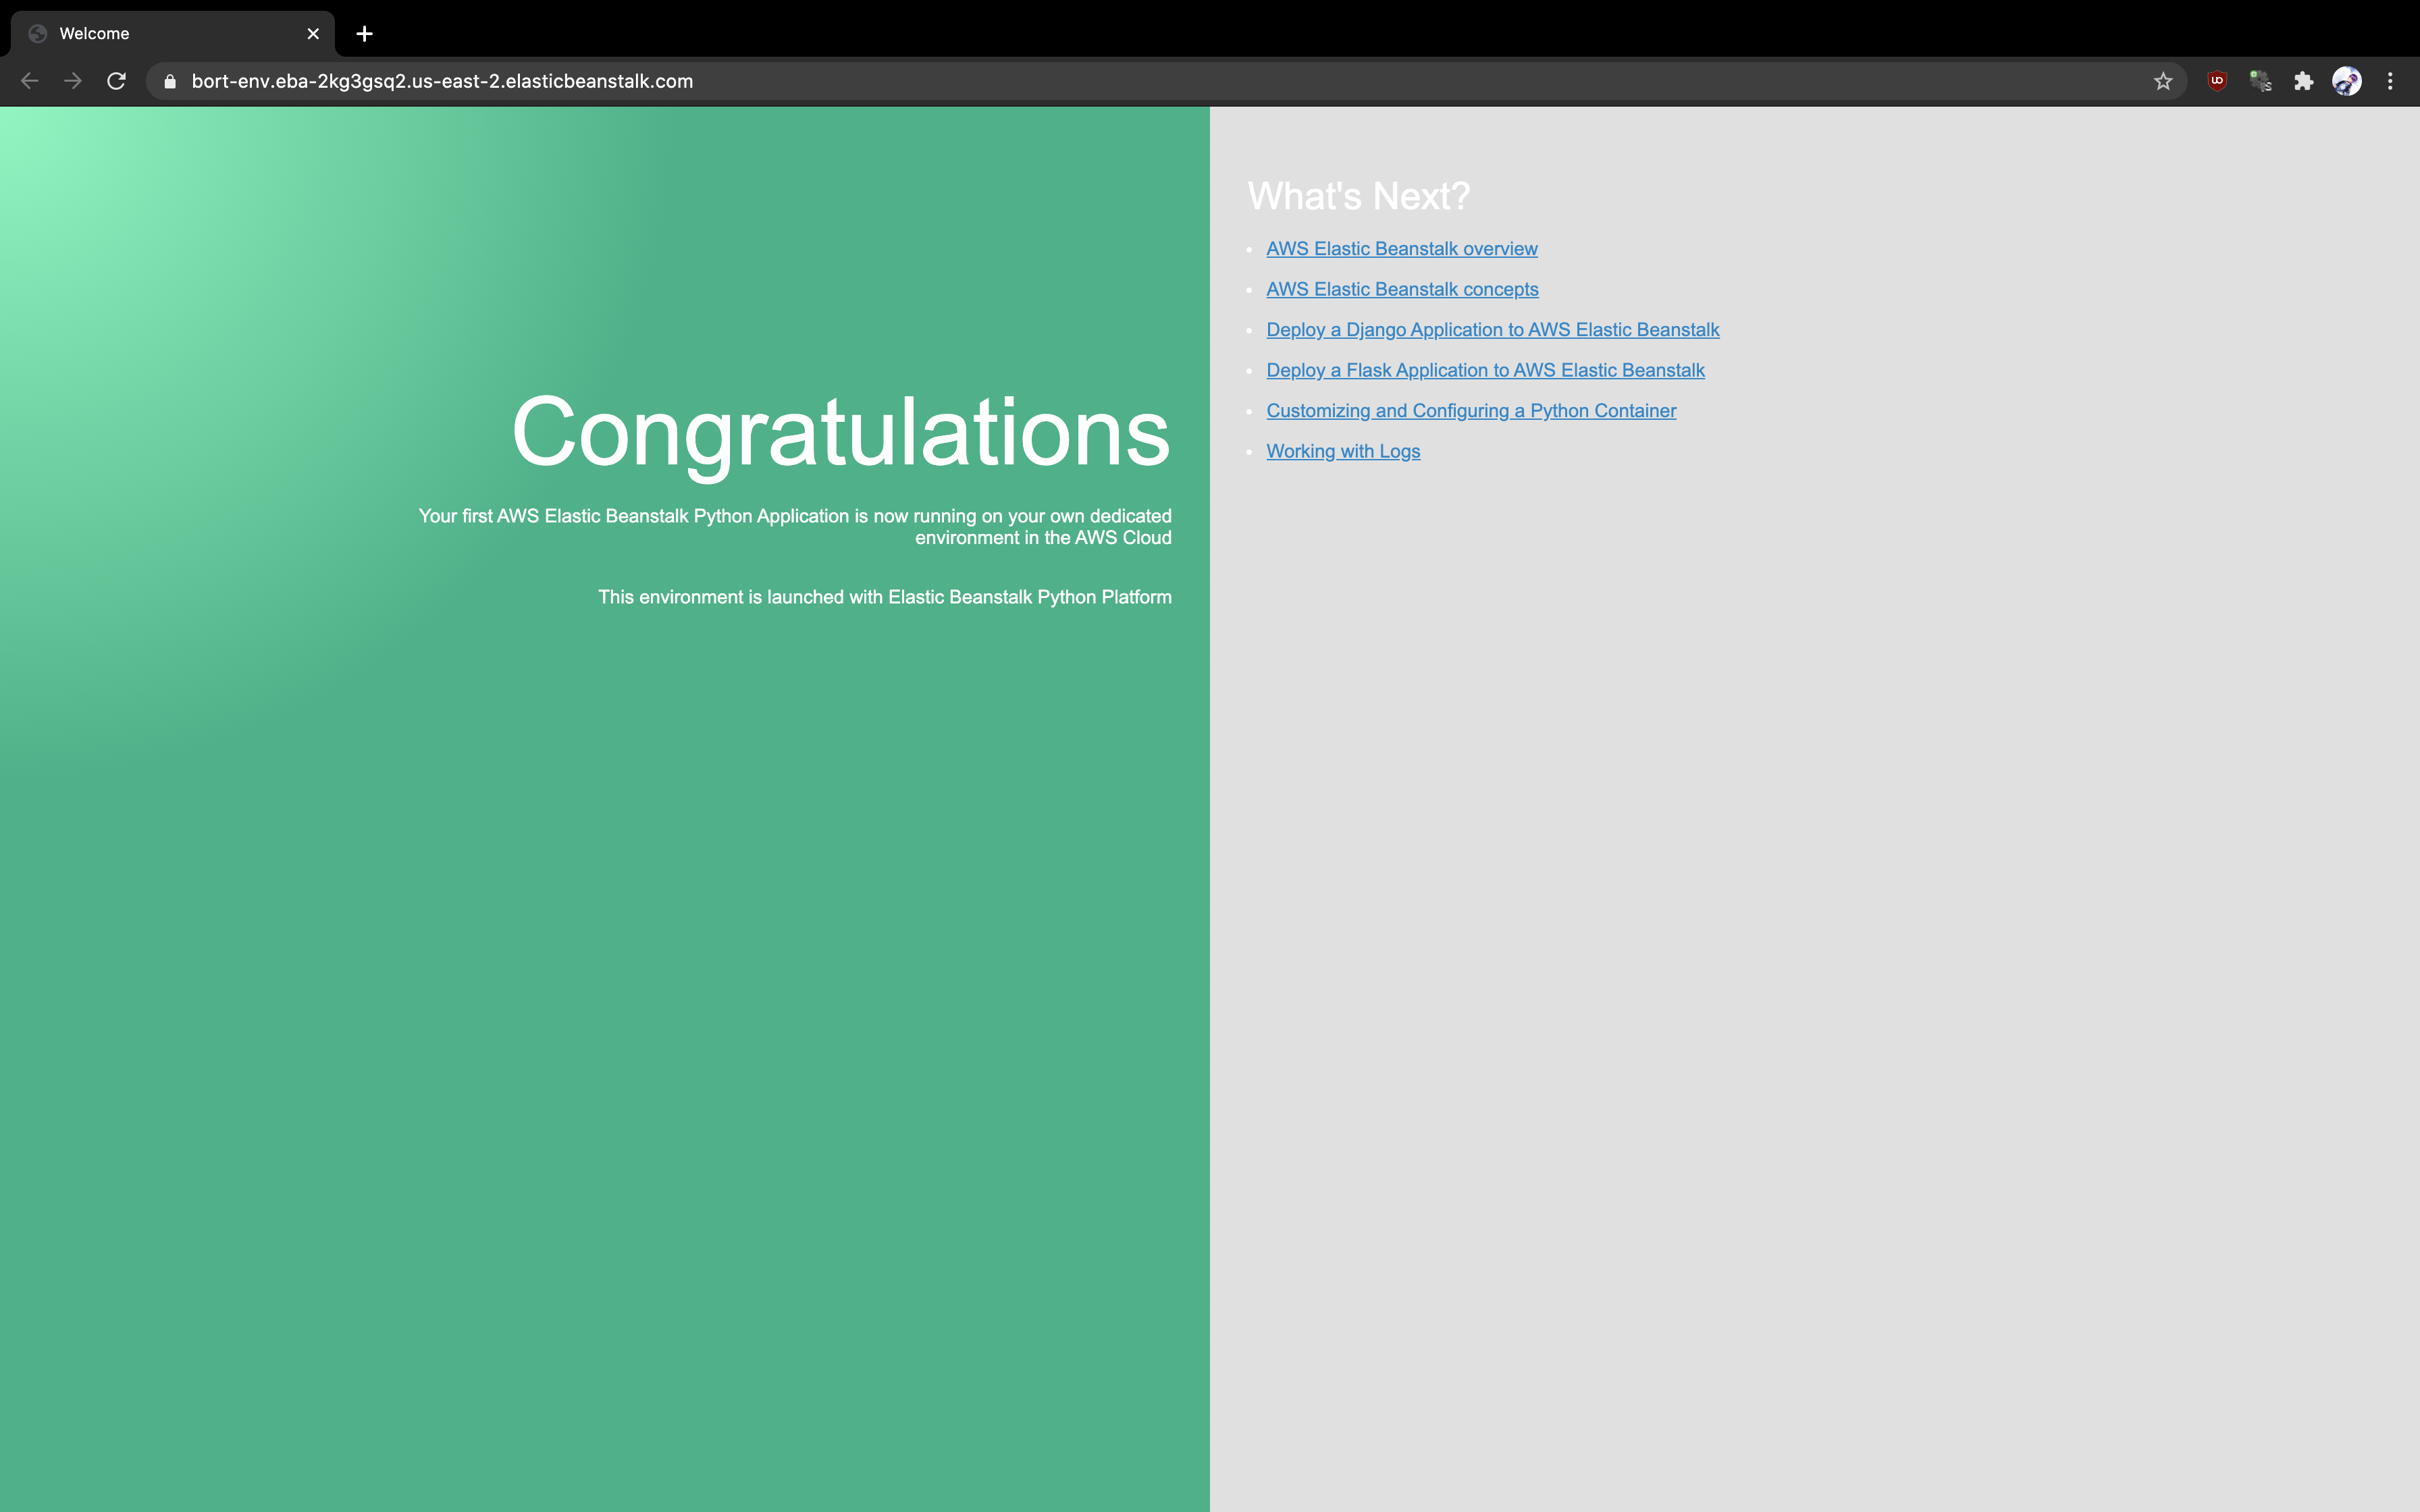 Welcome
bort-env.eba-2kg3gsq2.us-east-2.elasticbeanstalk.com
Congratulations
Your first AWS Elastic Beanstalk Python Application is now running on your own dedicated
environment in the AWS Cloud
This environment is launched with Elastic Beanstalk Python Platform
What's Next?
AWS Elastic Beanstalk overview
AWS Elastic Beanstalk concepts
Deploy a Django Application to AWS Elastic Beanstalk
Deploy a Flask Application to AWS Elastic Beanstalk
Customizing and Configuring a Python Container
Working with Logs